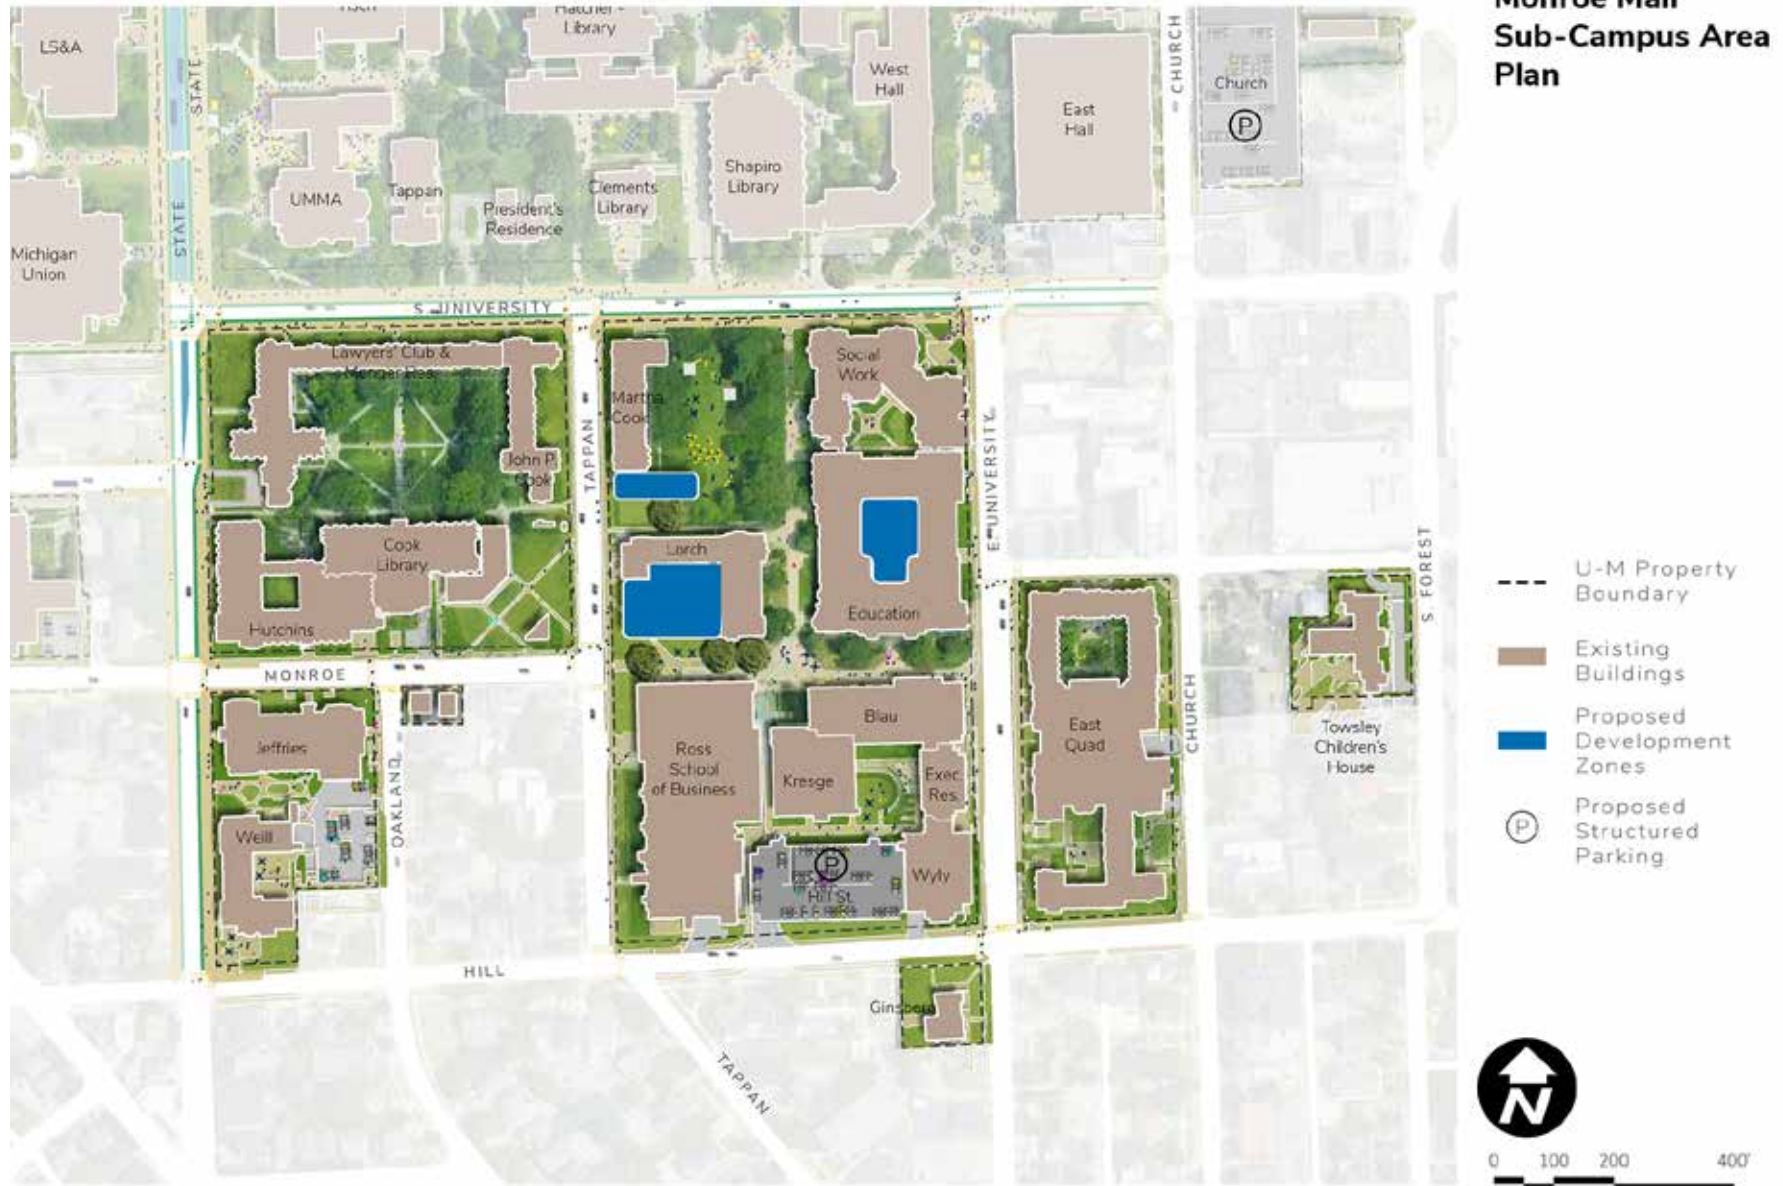 Monroe Mall
Sub-Campus Area
Plan
Hatcher -
Library
LS&A
STATE
West
Hall
CHURCH
Church
P
East
Hall
UMMA
Tappan
Clements
Library
Shapiro
Library
President's
Residence
STATE
Michigan
Union
S UNIVERSITY
Lawyers' Club &
Social
Work
Martha
Cook
TAPPAN
E UNIVERSITY
John P.
Cook
Cook
Library
Lorch
Hutchins
Education
S FOREST
U-M Property
Boundary
Existing
Buildings
Proposed
Development
Zones
P
Proposed
Structured
Parking
MONROE
Jeffries
OAKLAND
Blau
Ross
School
of Business
Kresge
Exec.
Res.
East
Quad
CHURCH
Towsley
Children's
House
Weill
P
Hill St.
Wyly
HILL
Ginsberg
TAPPAN
N
0 100 200 400'